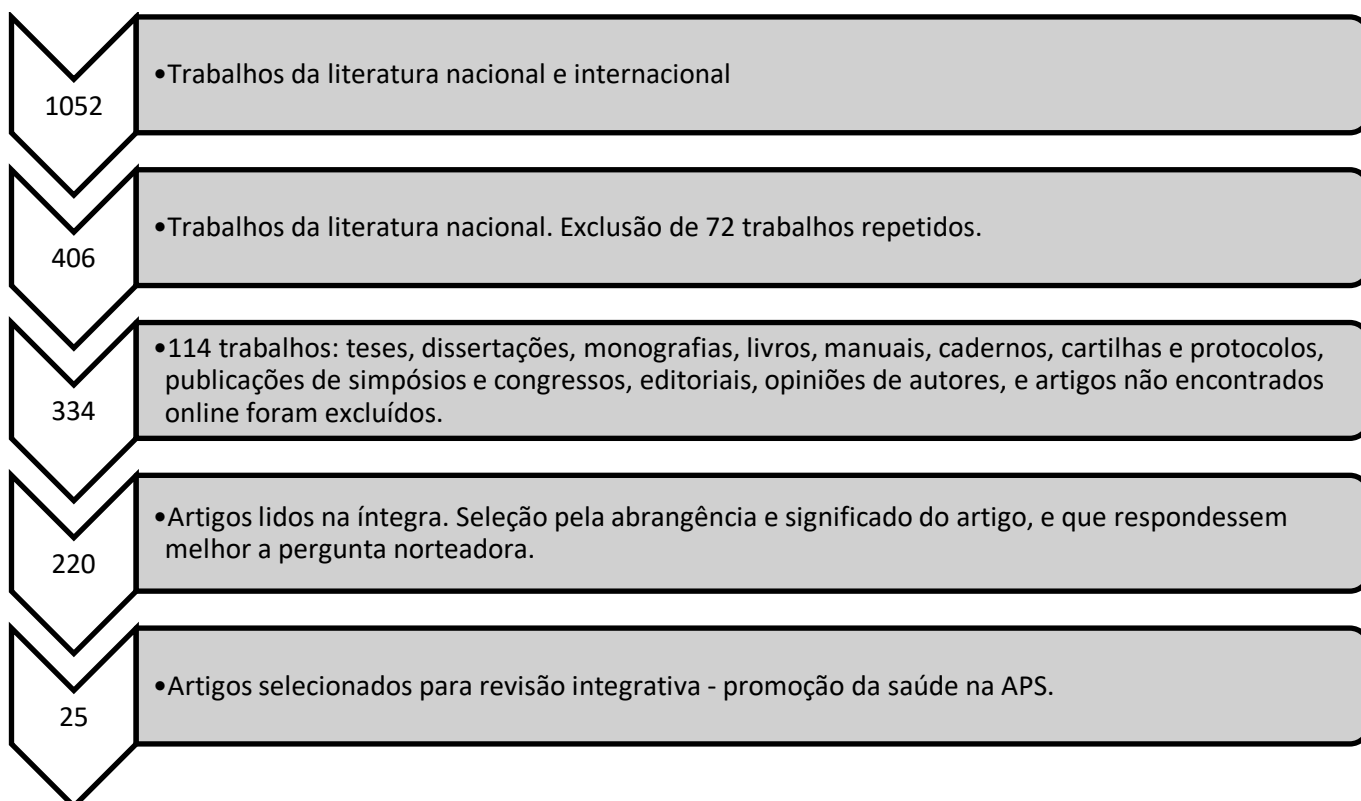 1052
•Trabalhos da literatura nacional e internacional
406
•Trabalhos da literatura nacional. Exclusão de 72 trabalhos repetidos.
334
•114 trabalhos: teses, dissertações, monografias, livros, manuais, cadernos, cartilhas e protocolos,
publicações de simpósios e congressos, editoriais, opiniões de autores, e artigos não encontrados
online foram excluídos.
220
•Artigos lidos na íntegra. Seleção pela abrangência e significado do artigo, e que respondessem
melhor a pergunta norteadora.
25
•Artigos selecionados para revisão integrativa - promoção da saúde na APS.